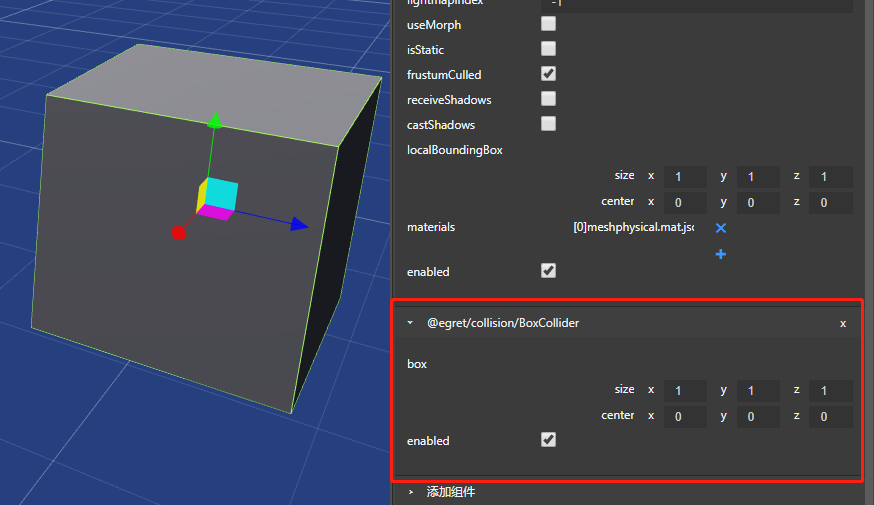 lightmapIndex -1
useMorph
isStatic
frustumCulled
receiveShadows
castShadows
localBoundingBox
size x 1 y 1 z 1
center x 0 y 0 z 0
materials [0]meshphysical.mat.jsc
enabled
@egret/collision/BoxCollider x
box
size x 1 y 1 z 1
center x 0 y 0 z 0
enabled
添加组件